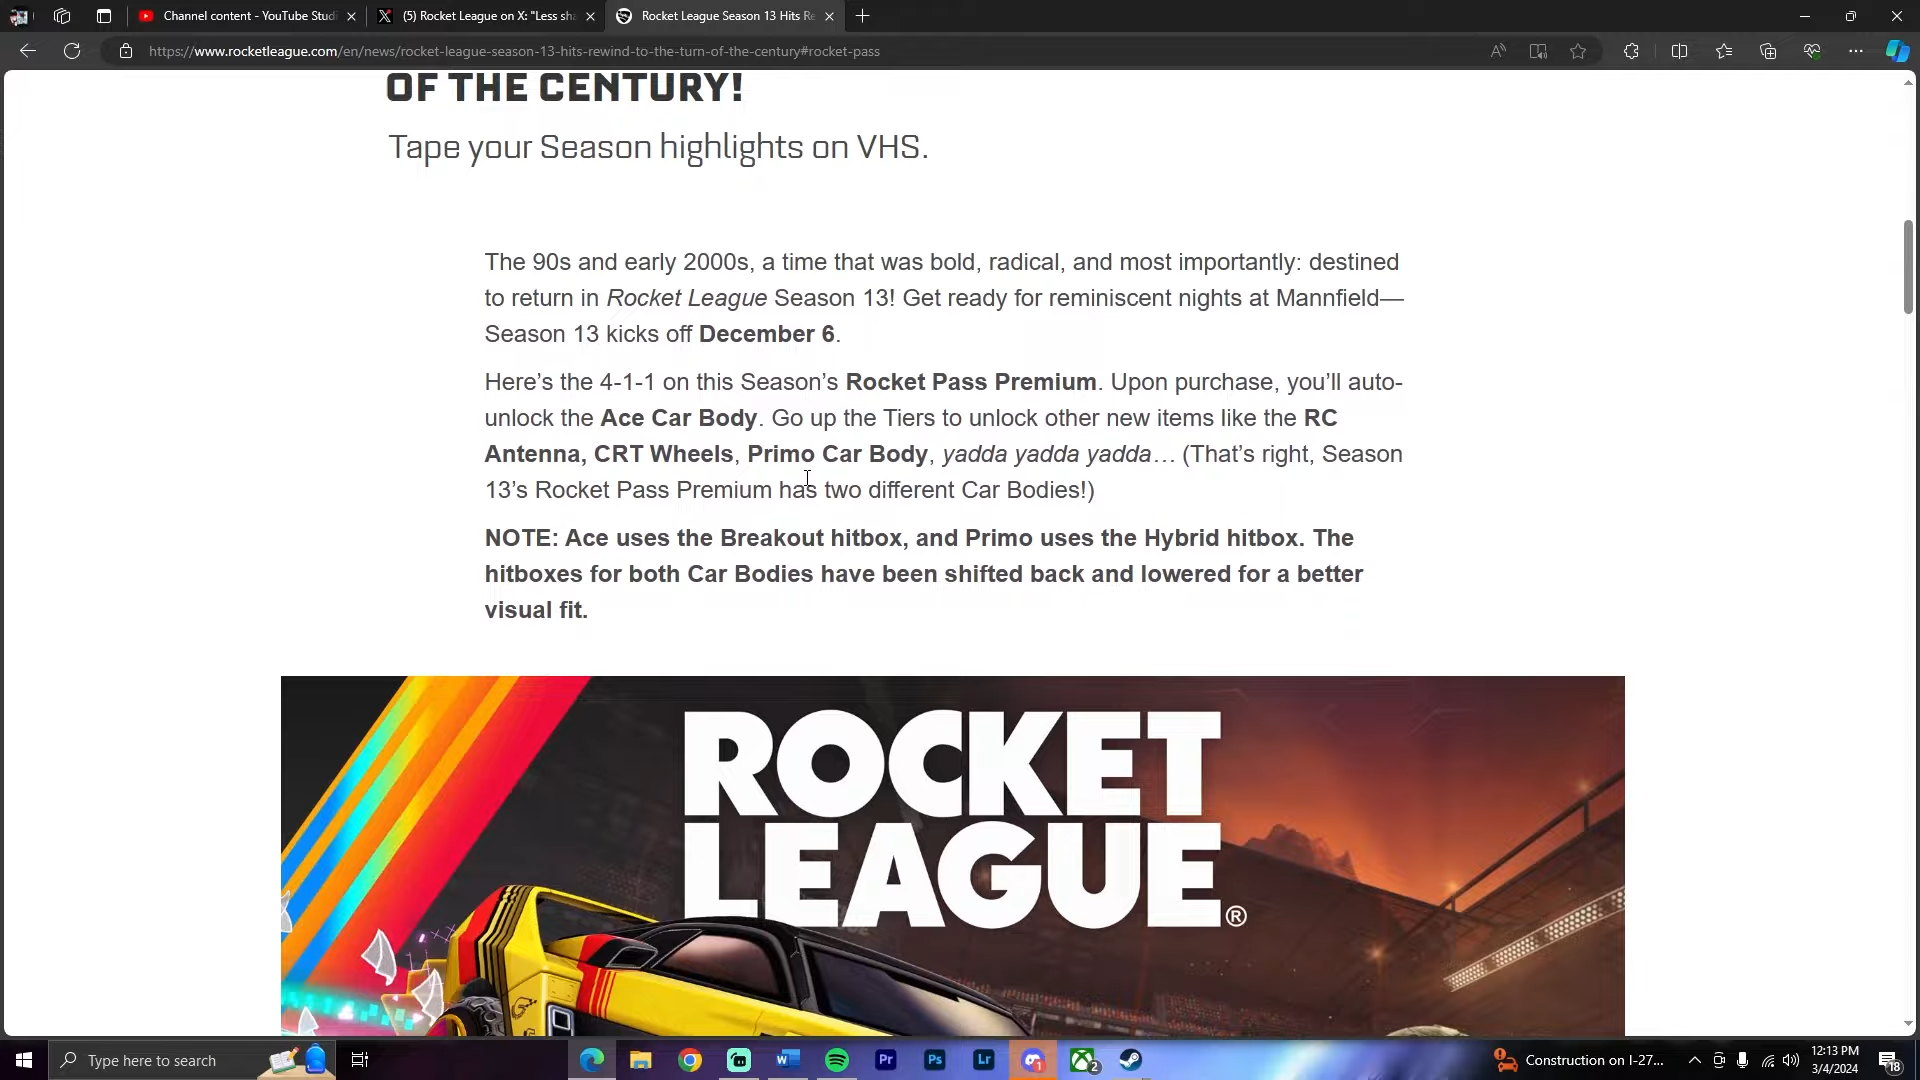 Channel content - YouTube Studi
(5) Rocket League on X: "Less sha
Rocket League Season 13 Hits Re
https://www.rocketleague.com/en/news/rocket-league-season-13-hits-rewind-to-the-turn-of-the-century#rocket-pass
OF THE CENTURY!
Tape your Season highlights on VHS.
The 90s and early 2000s, a time that was bold, radical, and most importantly: destined
to return in Rocket League Season 13! Get ready for reminiscent nights at Mannfield—
Season 13 kicks off December 6.
Here's the 4-1-1 on this Season's Rocket Pass Premium. Upon purchase, you'll auto-
unlock the Ace Car Body. Go up the Tiers to unlock other new items like the RC
Antenna, CRT Wheels, Primo Car Body, yadda yadda yadda… (That's right, Season
13's Rocket Pass Premium has two different Car Bodies!)
NOTE: Ace uses the Breakout hitbox, and Primo uses the Hybrid hitbox. The
hitboxes for both Car Bodies have been shifted back and lowered for a better
visual fit.
ROCKET
LEAGUE®
Type here to search
W
Pr
Ps
Lr
1
2
Construction on I-27...
12:13 PM
3/4/2024
18